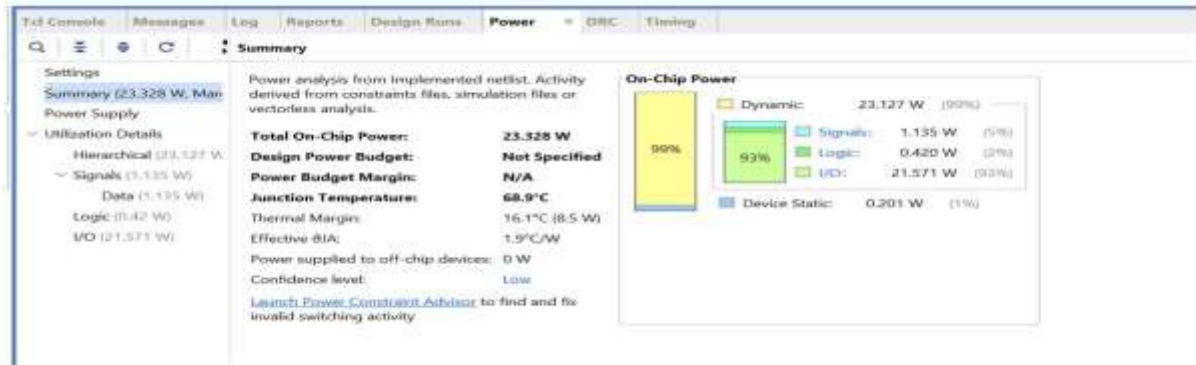 Tcl Console Messages Log Reports Design Runs Power × DRC Timing
Summary
Settings
Summary (23.328 W, Mar
Power Supply
Utilization Details
Hierarchical (23.127 W
Signals (1.135 W)
Data (1.135 W)
Logic (0.42 W)
I/O (21.571 W)
Power analysis from Implemented netlist. Activity
derived from constraints files, simulation files or
vectorless analysis.
Total On-Chip Power: 23.328 W
Design Power Budget: Not Specified
Power Budget Margin: N/A
Junction Temperature: 68.9°C
Thermal Margin: 16.1°C (8.5 W)
Effective θJA: 1.9°C/W
Power supplied to off-chip devices: 0 W
Confidence level: Low
Launch Power Constraint Advisor to find and fix
invalid switching activity
On-Chip Power
99%
93%
Dynamic: 23.127 W (99%)
Signals: 1.135 W (5%)
Logic: 0.420 W (2%)
I/O: 21.571 W (93%)
Device Static: 0.201 W (1%)